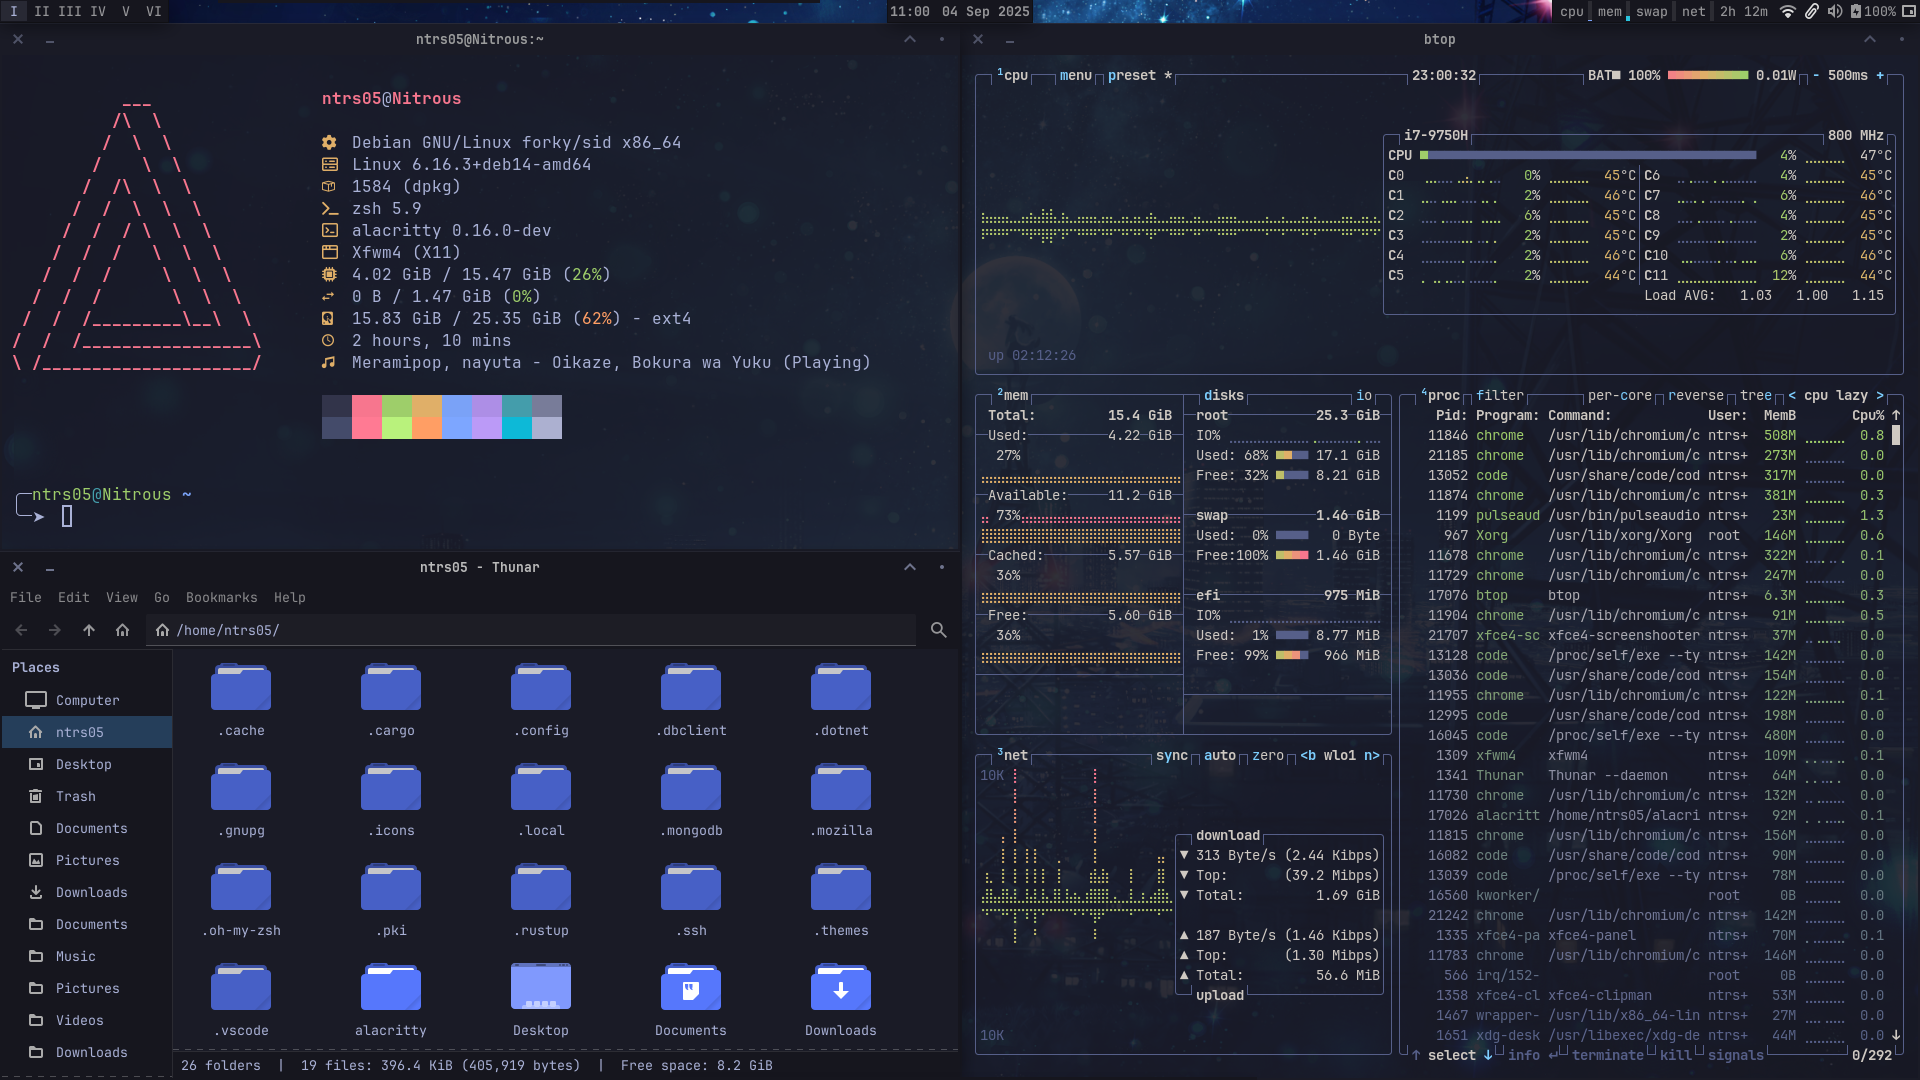 I II III IV V VI
11:00 04 Sep 2025
cpu mem swap net 2h 12m 100%
ntrs05@Nitrous:~
ntrs05@Nitrous
Debian GNU/Linux forky/sid x86_64
Linux 6.16.3+deb14-amd64
1584 (dpkg)
zsh 5.9
alacritty 0.16.0-dev
Xfwm4 (X11)
4.02 GiB / 15.47 GiB (26%)
0 B / 1.47 GiB (0%)
15.83 GiB / 25.35 GiB (62%) - ext4
2 hours, 10 mins
Meramipop, nayuta - Oikaze, Bokura wa Yuku (Playing)
ntrs05@Nitrous ~
ntrs05 - Thunar
File Edit View Go Bookmarks Help
/home/ntrs05/
Places
Computer
ntrs05
Desktop
Trash
Documents
Pictures
Downloads
Documents
Music
Pictures
Videos
Downloads
.cache .cargo .config .dbclient .dotnet
.gnupg .icons .local .mongodb .mozilla
.oh-my-zsh .pki .rustup .ssh .themes
.vscode alacritty Desktop Documents Downloads
26 folders | 19 files: 396.4 KiB (405,919 bytes) | Free space: 8.2 GiB
btop
1cpu menu preset * 23:00:32 BAT■ 100% 0.01W - 500ms +
i7-9750H 800 MHz
CPU 4% 47°C
C0 0% 45°C C6 4% 45°C
C1 2% 46°C C7 6% 46°C
C2 6% 45°C C8 4% 45°C
C3 2% 45°C C9 2% 45°C
C4 2% 46°C C10 6% 46°C
C5 2% 44°C C11 12% 44°C
Load AVG: 1.03 1.00 1.15
up 02:12:26
2mem
Total: 15.4 GiB
Used: 4.22 GiB
27%
Available: 11.2 GiB
73%
Cached: 5.57 GiB
36%
Free: 5.60 GiB
36%
disks io
root 25.3 GiB
IO%
Used: 68% 17.1 GiB
Free: 32% 8.21 GiB
swap 1.46 GiB
Used: 0% 0 Byte
Free:100% 1.46 GiB
efi 975 MiB
IO%
Used: 1% 8.77 MiB
Free: 99% 966 MiB
3net sync auto zero <b wlo1 n>
10K
download
▼ 313 Byte/s (2.44 Kibps)
▼ Top: (39.2 Mibps)
▼ Total: 1.69 GiB
▲ 187 Byte/s (1.46 Kibps)
▲ Top: (1.30 Mibps)
▲ Total: 56.6 MiB
upload
10K
4proc filter per-core reverse tree < cpu lazy >
Pid: Program: Command: User: MemB Cpu% ↑
11846 chrome /usr/lib/chromium/c ntrs+ 508M 0.8
21185 chrome /usr/lib/chromium/c ntrs+ 273M 0.0
13052 code /usr/share/code/cod ntrs+ 317M 0.0
11874 chrome /usr/lib/chromium/c ntrs+ 381M 0.3
1199 pulseaud /usr/bin/pulseaudio ntrs+ 23M 1.3
967 Xorg /usr/lib/xorg/Xorg root 146M 0.6
11678 chrome /usr/lib/chromium/c ntrs+ 322M 0.1
11729 chrome /usr/lib/chromium/c ntrs+ 247M 0.0
17076 btop btop ntrs+ 6.3M 0.3
11904 chrome /usr/lib/chromium/c ntrs+ 91M 0.5
21707 xfce4-sc xfce4-screenshooter ntrs+ 37M 0.0
13128 code /proc/self/exe --ty ntrs+ 142M 0.0
13036 code /usr/share/code/cod ntrs+ 154M 0.0
11955 chrome /usr/lib/chromium/c ntrs+ 122M 0.1
12995 code /usr/share/code/cod ntrs+ 198M 0.0
16045 code /proc/self/exe --ty ntrs+ 480M 0.0
1309 xfwm4 xfwm4 ntrs+ 109M 0.1
1341 Thunar Thunar --daemon ntrs+ 64M 0.0
11730 chrome /usr/lib/chromium/c ntrs+ 132M 0.0
17026 alacritt /home/ntrs05/alacri ntrs+ 92M 0.1
11815 chrome /usr/lib/chromium/c ntrs+ 156M 0.0
16082 code /usr/share/code/cod ntrs+ 90M 0.0
13039 code /proc/self/exe --ty ntrs+ 78M 0.0
16560 kworker/ root 0B 0.0
21242 chrome /usr/lib/chromium/c ntrs+ 142M 0.0
1335 xfce4-pa xfce4-panel ntrs+ 70M 0.1
11783 chrome /usr/lib/chromium/c ntrs+ 146M 0.0
566 irq/152- root 0B 0.0
1358 xfce4-cl xfce4-clipman ntrs+ 53M 0.0
1467 wrapper- /usr/lib/x86_64-lin ntrs+ 27M 0.0
1651 xdg-desk /usr/libexec/xdg-de ntrs+ 44M 0.0 ↓
↑ select ↓ info ↵ terminate kill signals 0/292